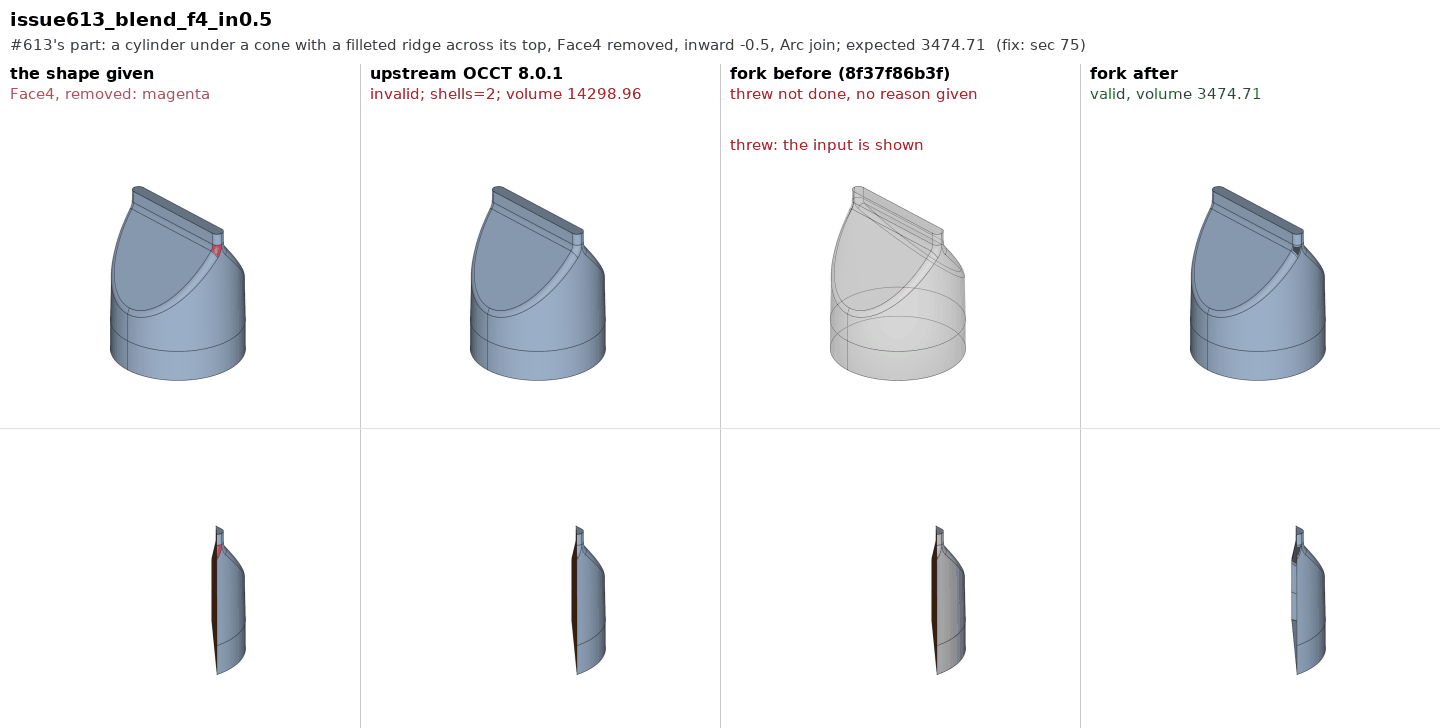 issue613_blend_f4_in0.5
#613's part: a cylinder under a cone with a filleted ridge across its top, Face4 removed, inward -0.5, Arc join; expected 3474.71  (fix: sec 75)
the shape given
Face4, removed: magenta
upstream OCCT 8.0.1
invalid; shells=2; volume 14298.96
fork before (8f37f86b3f)
threw not done, no reason given
threw: the input is shown
fork after
valid, volume 3474.71